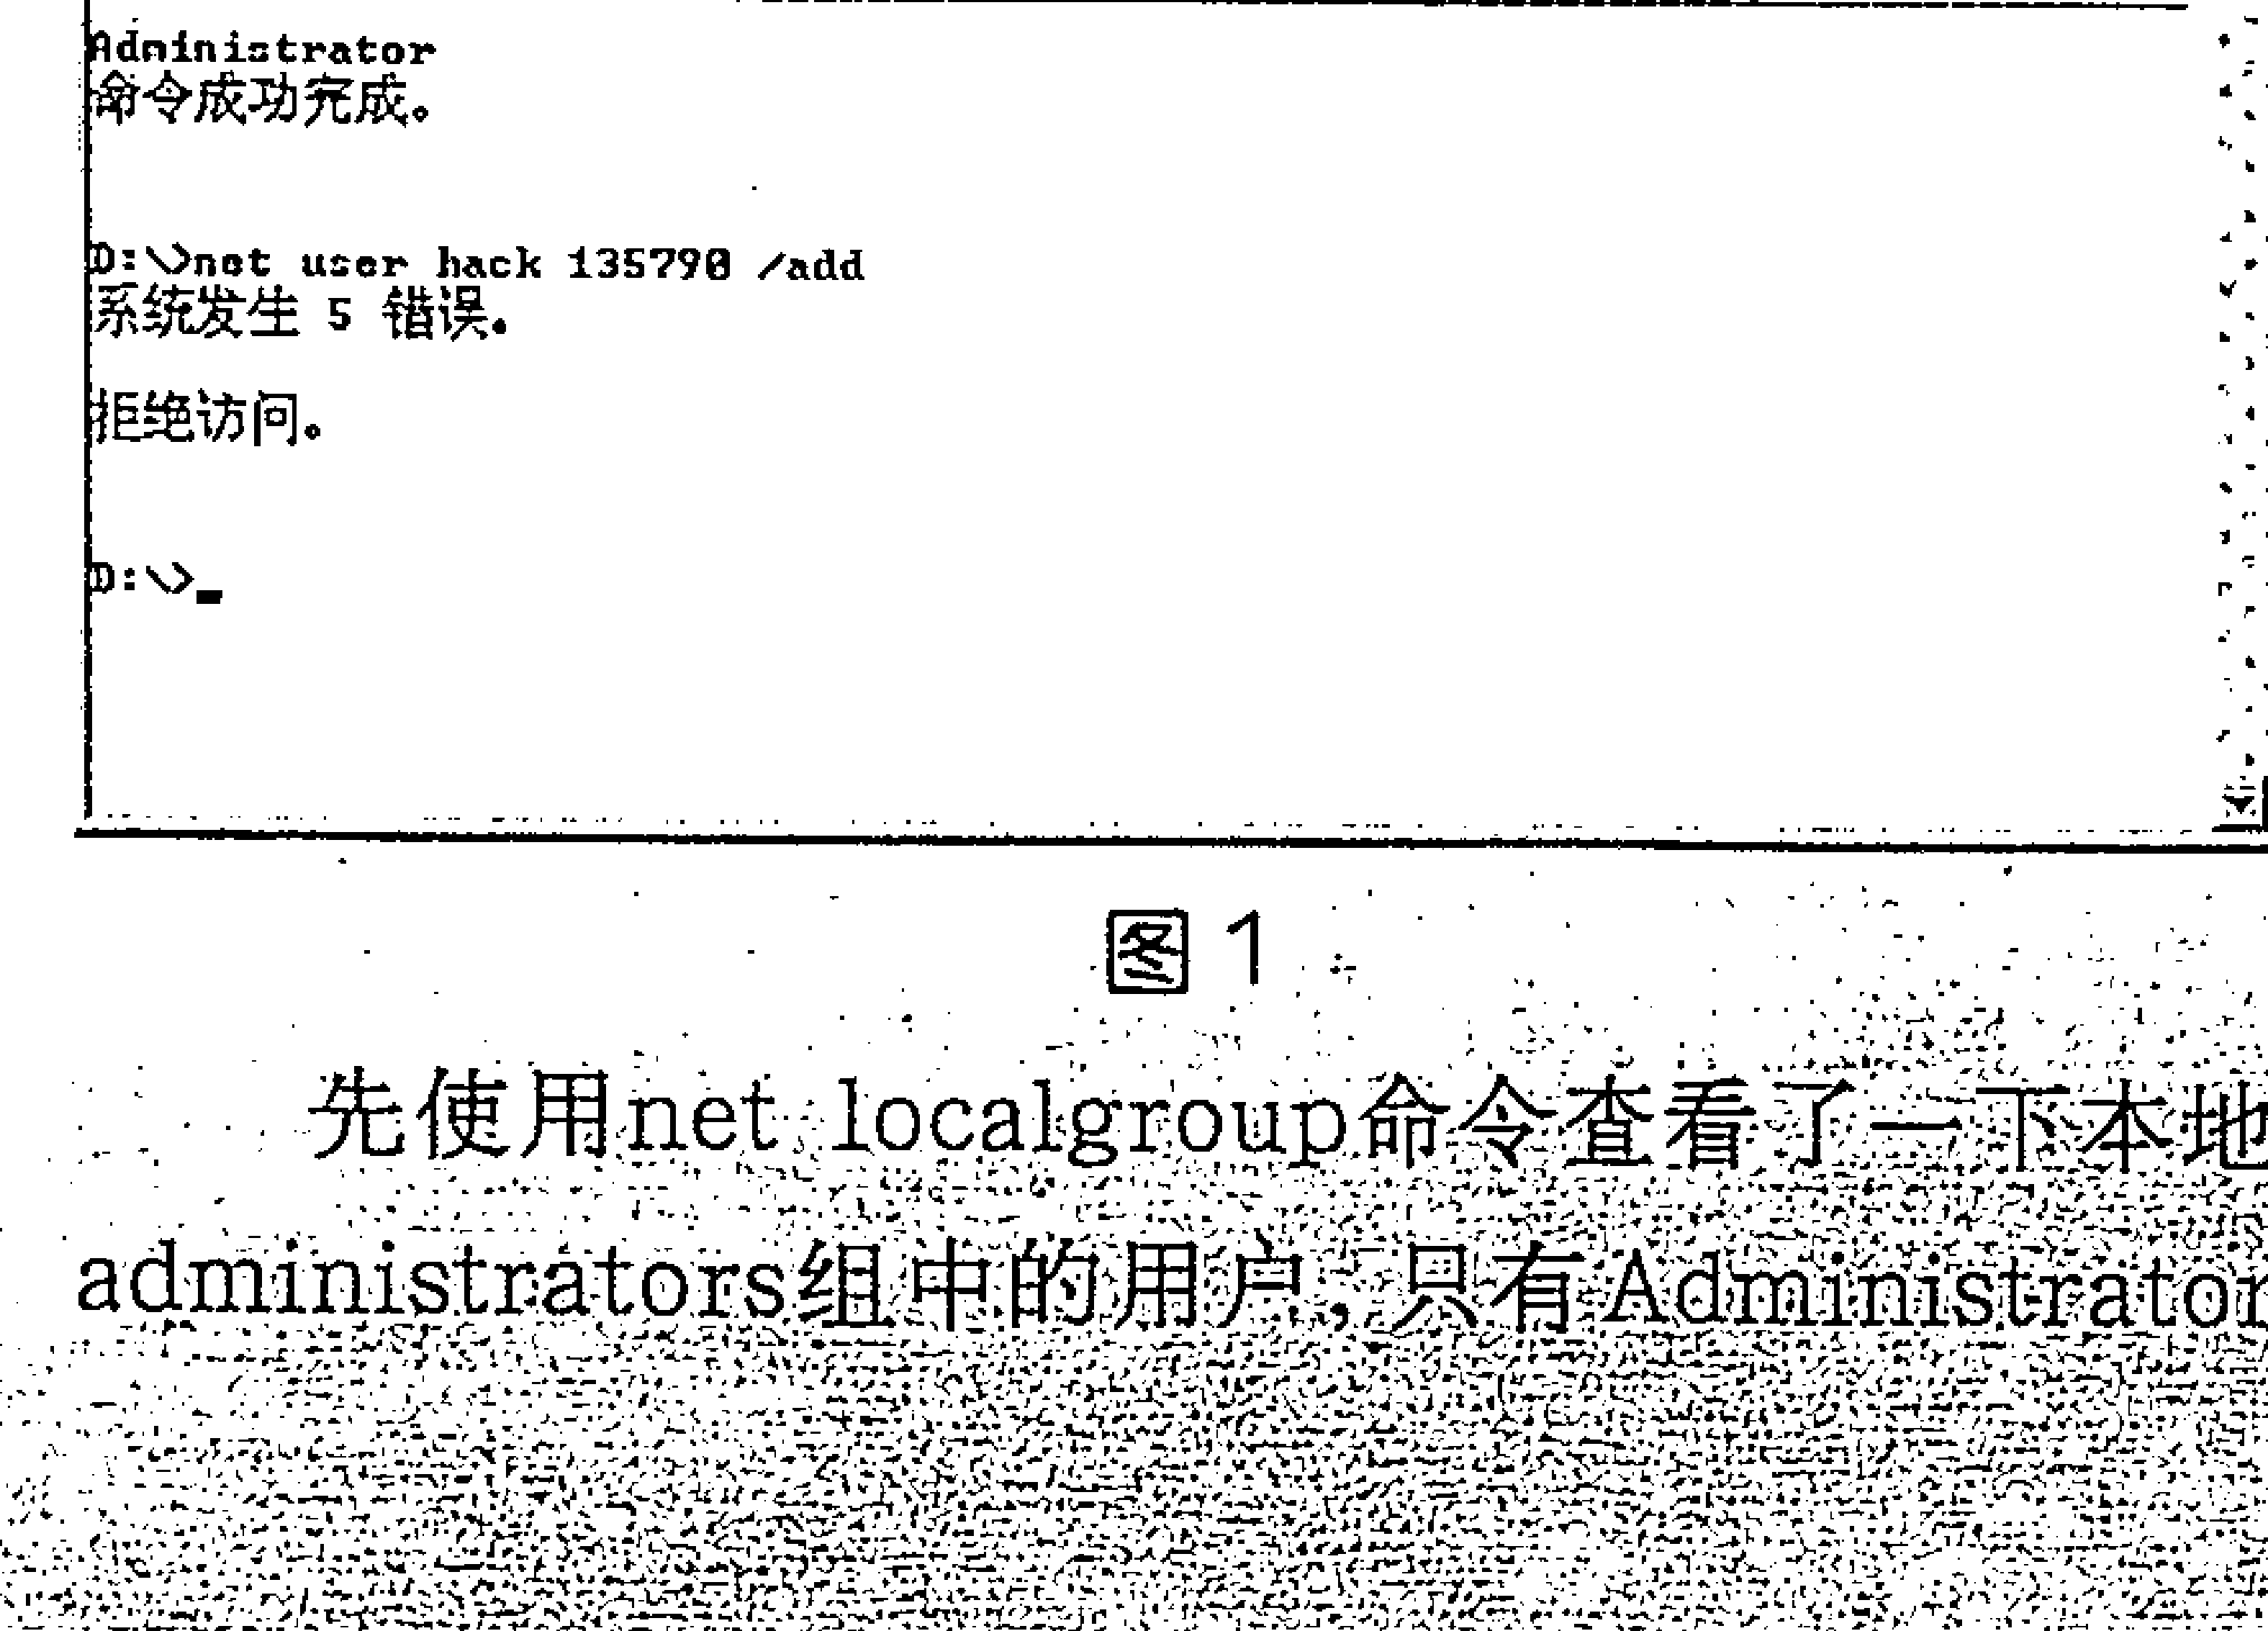 Administrator
命令成功完成。
D:\>net user hack 135790 /add
系统发生 5 错误。
拒绝访问。
D:\>_
图 1
先使用net localgroup命令查看了一下本地
administrators组中的用户,只有Administrator